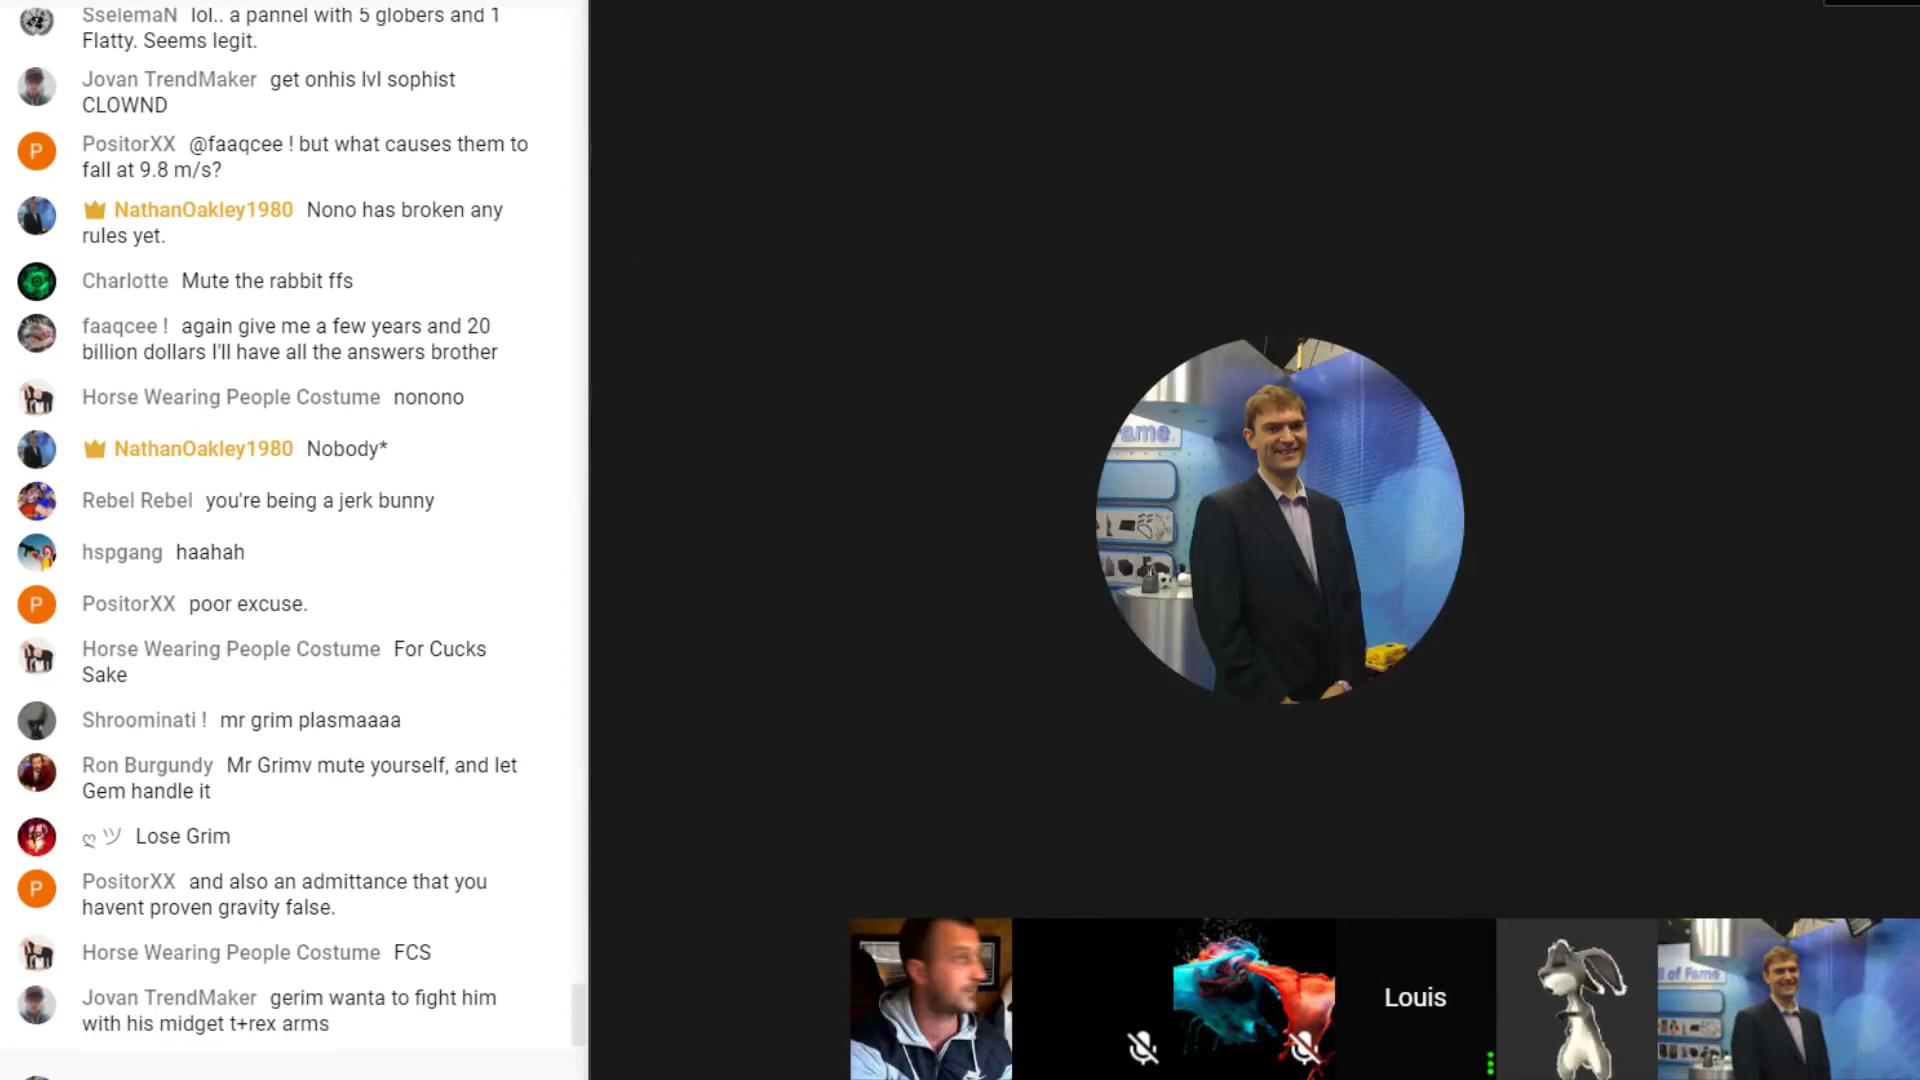 SselemaN lol.. a pannel with 5 globers and 1
Flatty. Seems legit.
Jovan TrendMaker get onhis lvl sophist
CLOWND
P PositorXX @faaqcee ! but what causes them to
fall at 9.8 m/s?
NathanOakley1980 Nono has broken any
rules yet.
Charlotte Mute the rabbit ffs
faaqcee ! again give me a few years and 20
billion dollars I'll have all the answers brother
Horse Wearing People Costume nonono
NathanOakley1980 Nobody*
Rebel Rebel you're being a jerk bunny
hspgang haahah
P PositorXX poor excuse.
Horse Wearing People Costume For Cucks
Sake
Shroominati ! mr grim plasmaaaa
Ron Burgundy Mr Grimv mute yourself, and let
Gem handle it
ღ ツ Lose Grim
P PositorXX and also an admittance that you
havent proven gravity false.
Horse Wearing People Costume FCS
Jovan TrendMaker gerim wanta to fight him
with his midget t+rex arms
ame
Louis
l of Fame